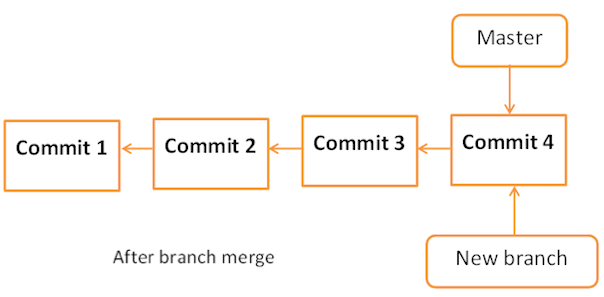 Master
Commit 1
Commit 2
Commit 3
Commit 4
After branch merge
New branch